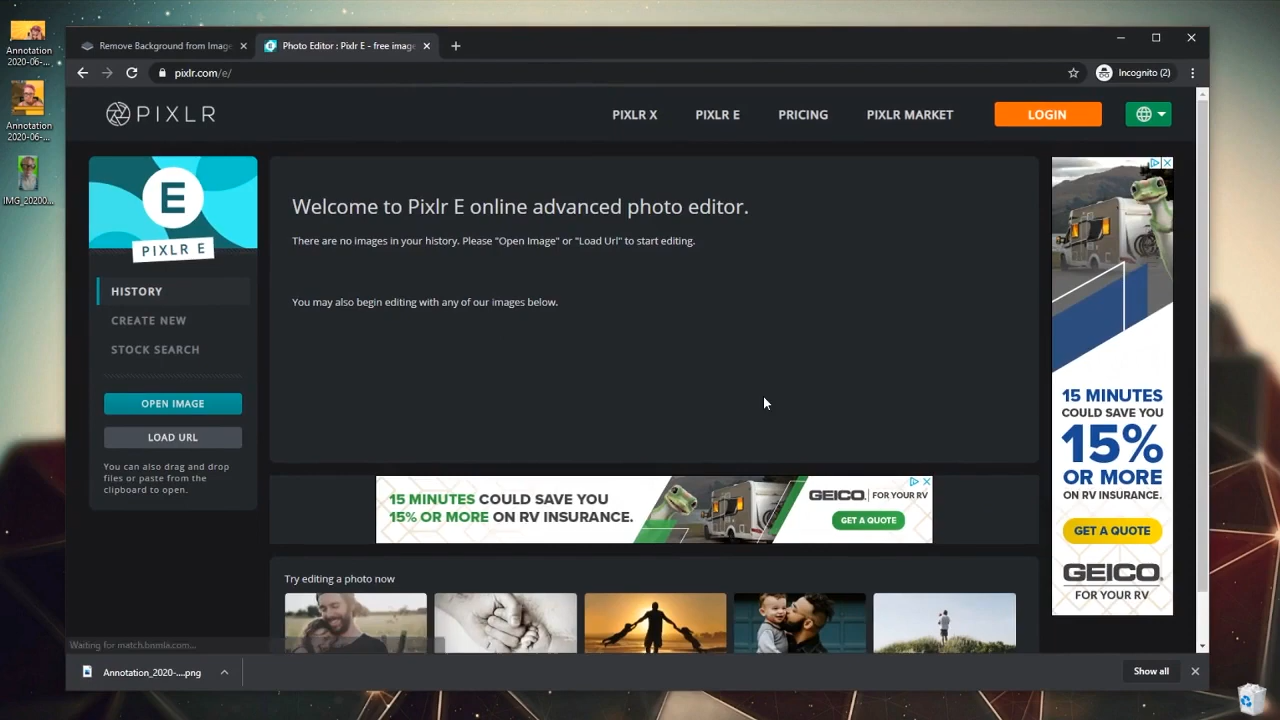 Annotation
2020-06-...
Annotation
2020-06-...
IMG_20200...
Remove Background from Image
Photo Editor : Pixlr E - free imag
pixlr.com/e/
Incognito (2)
PIXLR
PIXLR X
PIXLR E
PRICING
PIXLR MARKET
LOGIN
E
PIXLR E
HISTORY
CREATE NEW
STOCK SEARCH
OPEN IMAGE
LOAD URL
You can also drag and drop
files or paste from the
clipboard to open.
Welcome to Pixlr E online advanced photo editor.
There are no images in your history. Please "Open Image" or "Load Url" to start editing.
You may also begin editing with any of our images below.
15 MINUTES COULD SAVE YOU
15% OR MORE ON RV INSURANCE.
GEICO. FOR YOUR RV
GET A QUOTE
Try editing a photo now
15 MINUTES
COULD SAVE YOU
15%
OR MORE
ON RV INSURANCE.
GET A QUOTE
GEICO.
FOR YOUR RV
Waiting for match.bnmla.com...
Annotation_2020-....png
Show all